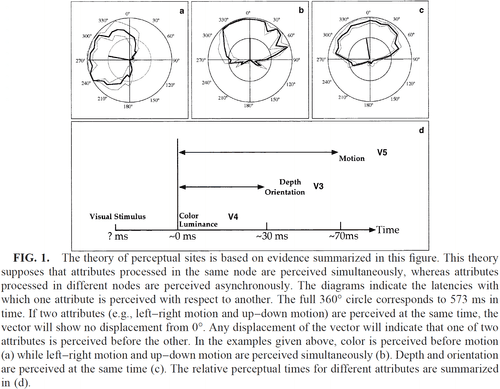 a
b
c
0°
30°
60°
90°
120°
150°
180°
210°
240°
270°
300°
330°
0°
30°
60°
90°
120°
150°
180°
210°
240°
270°
300°
330°
0°
30°
60°
90°
120°
150°
180°
210°
240°
270°
300°
330°
d
Motion V5
Depth
Orientation V3
Visual Stimulus Color V4
Luminance
Time
? ms ~0 ms ~30 ms ~70ms
FIG. 1. The theory of perceptual sites is based on evidence summarized in this figure. This theory
supposes that attributes processed in the same node are perceived simultaneously, whereas attributes
processed in different nodes are perceived asynchronously. The diagrams indicate the latencies with
which one attribute is perceived with respect to another. The full 360° circle corresponds to 573 ms in
time. If two attributes (e.g., left–right motion and up–down motion) are perceived at the same time, the
vector will show no displacement from 0°. Any displacement of the vector will indicate that one of two
attributes is perceived before the other. In the examples given above, color is perceived before motion
(a) while left–right motion and up–down motion are perceived simultaneously (b). Depth and orientation
are perceived at the same time (c). The relative perceptual times for different attributes are summarized
in (d).